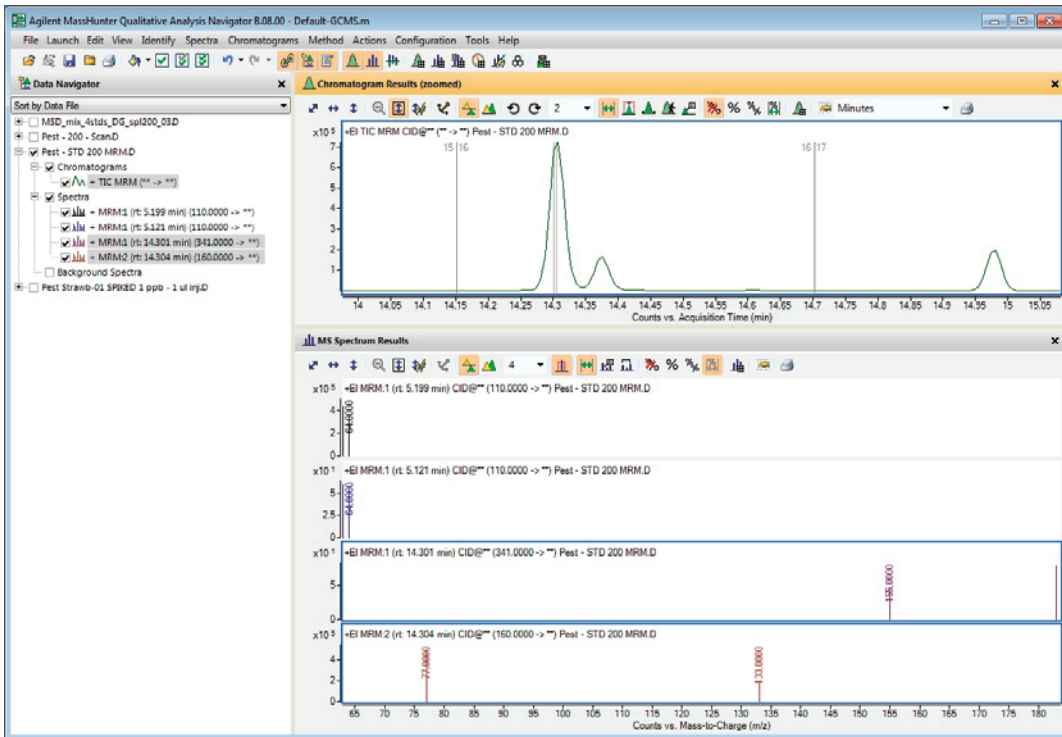 Agilent MassHunter Qualitative Analysis Navigator B.08.00 - Default-GCMS.m
File Launch Edit View Identify Spectra Chromatograms Method Actions Configuration Tools Help
Data Navigator
Sort by Data File
MSD_mix_4stds_DG_spl200_03.D
Pest - 200 - Scan.D
Pest - STD 200 MRM.D
Chromatograms
+ TIC MRM (** -> **)
Spectra
+ MRM:1 (rt: 5.199 min) (110.0000 -> **)
+ MRM:1 (rt: 5.121 min) (110.0000 -> **)
+ MRM:1 (rt: 14.301 min) (341.0000 -> **)
+ MRM:2 (rt: 14.304 min) (160.0000 -> **)
Background Spectra
Pest Strawb-01 SPIKED 1 ppb - 1 ul inj.D
Chromatogram Results (zoomed)
2 Minutes
x10 5 +EI TIC MRM CID@** (** -> **) Pest - STD 200 MRM.D
15 16 16 17
7
6
5
4
3
2
1
14 14.05 14.1 14.15 14.2 14.25 14.3 14.35 14.4 14.45 14.5 14.55 14.6 14.65 14.7 14.75 14.8 14.85 14.9 14.95 15 15.05
Counts vs. Acquisition Time (min)
MS Spectrum Results
4
x10 5 +EI MRM:1 (rt: 5.199 min) CID@** (110.0000 -> **) Pest - STD 200 MRM.D
4
2
0
64.0000
x10 1 +EI MRM:1 (rt: 5.121 min) CID@** (110.0000 -> **) Pest - STD 200 MRM.D
5
2.5
0
64.0000
x10 1 +EI MRM:1 (rt: 14.301 min) CID@** (341.0000 -> **) Pest - STD 200 MRM.D
5
0
155.0000
x10 5 +EI MRM:2 (rt: 14.304 min) CID@** (160.0000 -> **) Pest - STD 200 MRM.D
4
2
0
77.0000
133.0000
65 70 75 80 85 90 95 100 105 110 115 120 125 130 135 140 145 150 155 160 165 170 175 180
Counts vs. Mass-to-Charge (m/z)